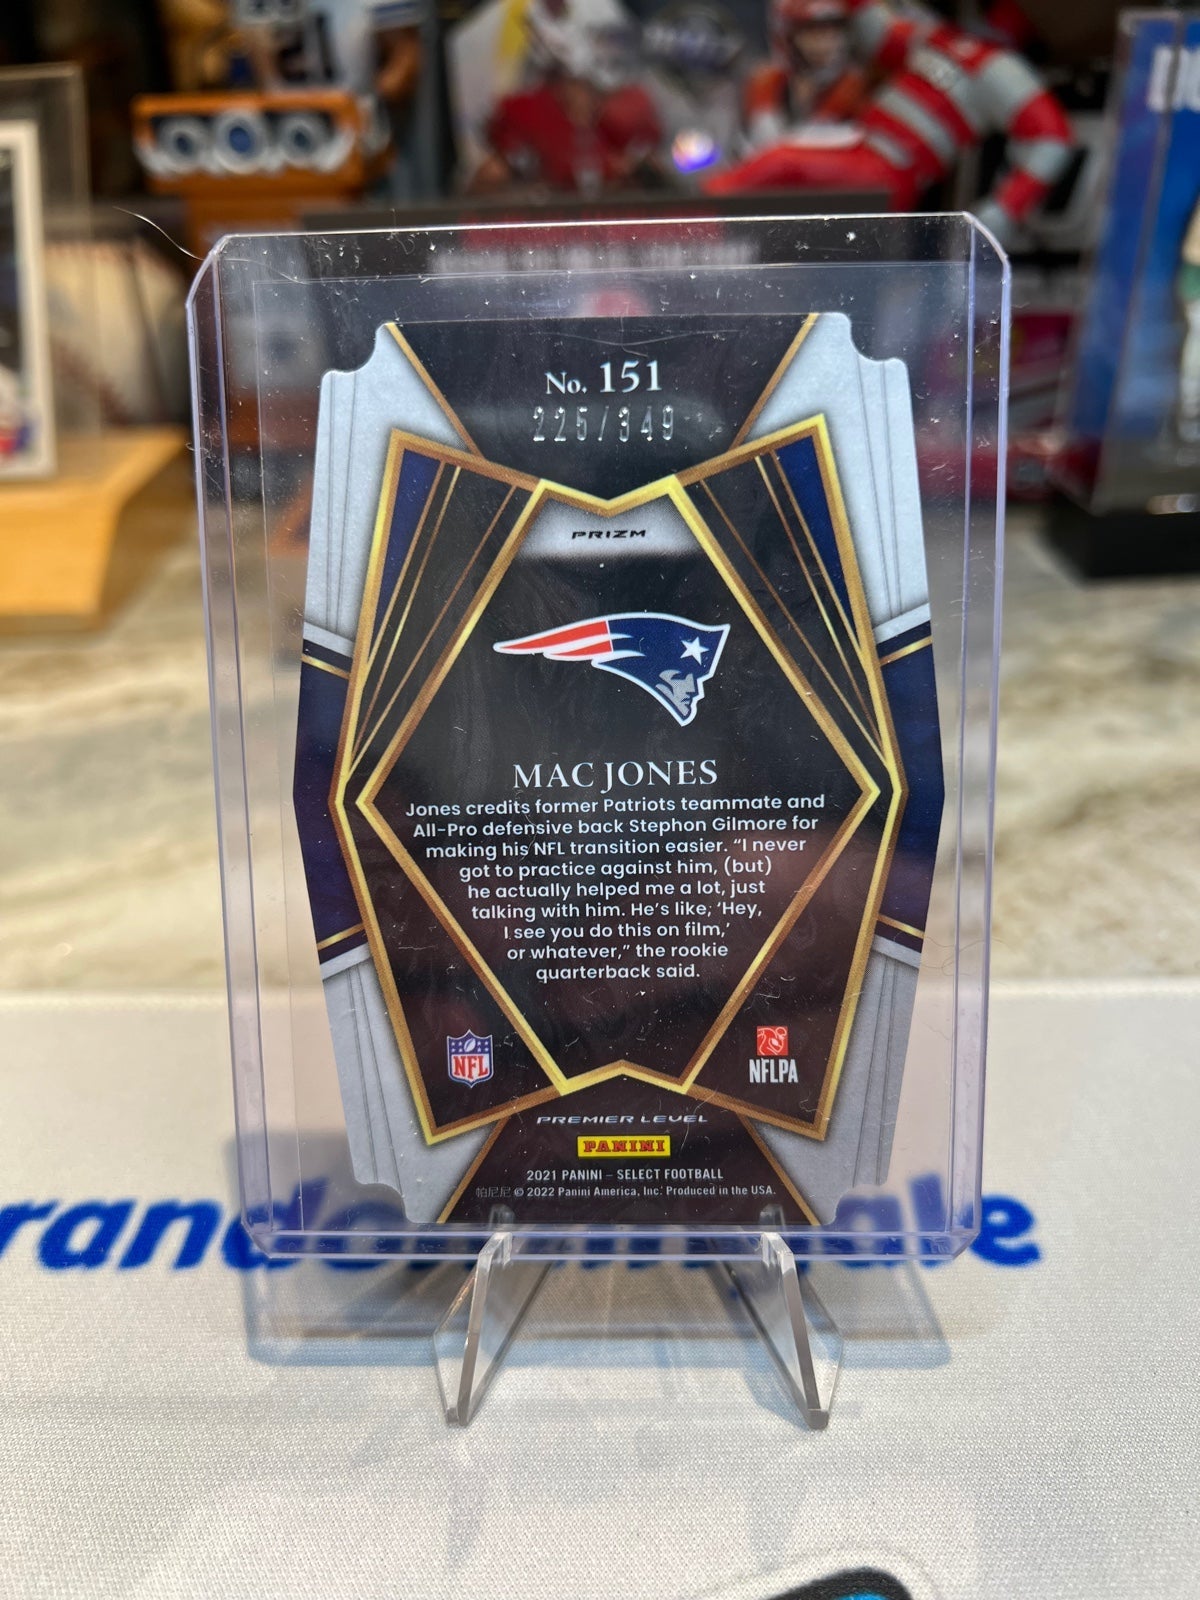 No. 151
225/349
PRIZM
MAC JONES
Jones credits former Patriots teammate and
All-Pro defensive back Stephon Gilmore for
making his NFL transition easier. “I never
got to practice against him, (but)
he actually helped me a lot, just
talking with him. He’s like; ‘Hey,
I see you do this on film,’
or whatever,” the rookie
quarterback said.
NFL
NFLPA
PREMIER LEVEL
PANINI
2021 PANINI – SELECT FOOTBALL
帕尼尼 © 2022 Panini America, Inc. Produced in the USA.